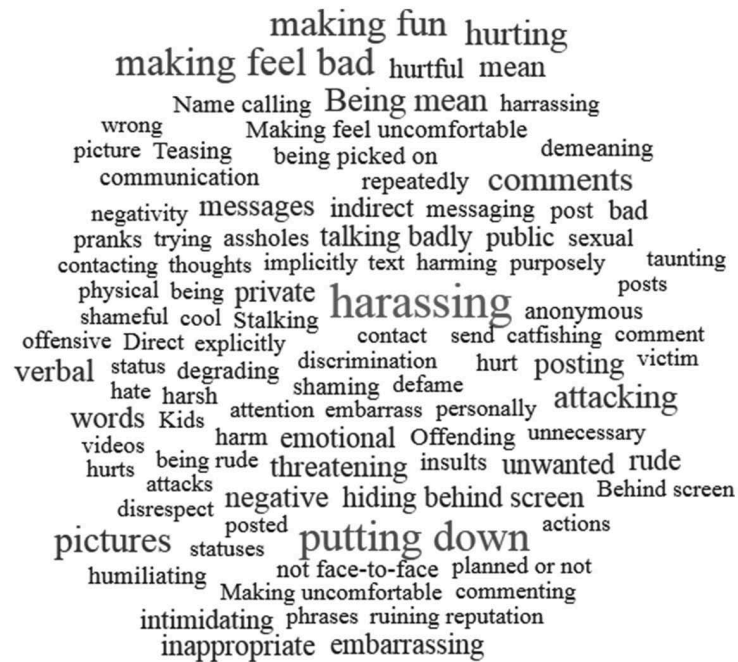 making fun hurting
making feel bad hurtful mean
Name calling Being mean harrassing
wrong Making feel uncomfortable
picture Teasing being picked on demeaning
communication repeatedly comments
negativity messages indirect messaging post bad
pranks trying assholes talking badly public sexual
contacting thoughts implicitly text harming purposely taunting
physical being private harassing posts
shameful cool Stalking anonymous
offensive Direct explicitly contact send catfishing comment
verbal status degrading discrimination hurt posting victim
hate harsh shaming defame attacking
words Kids attention embarrass personally
videos harm emotional Offending unnecessary
hurts being rude threatening insults unwanted rude
attacks
disrespect negative hiding behind screen Behind screen
pictures statuses posted putting down actions
humiliating not face-to-face planned or not
Making uncomfortable commenting
intimidating phrases ruining reputation
inappropriate embarrassing